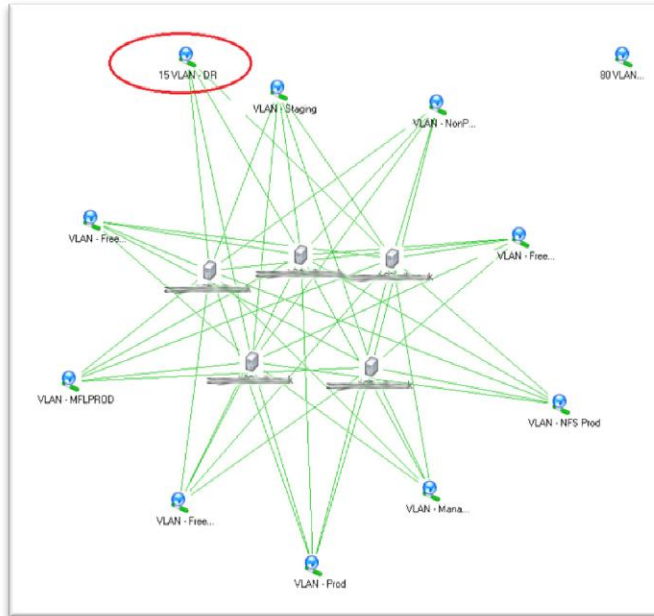 15 VLAN - DR
80 VLAN...
VLAN - Staging
VLAN - NonP...
VLAN - Free...
VLAN - Free...
VLAN - MFLPROD
VLAN - NFS Prod
VLAN - Free...
VLAN - Mana...
VLAN - Prod